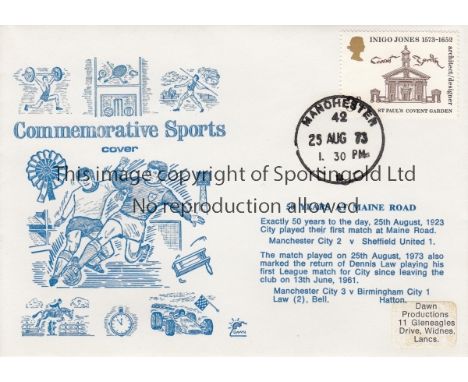 INIGO JONES 1573-1652
architect/designer
ST PAUL'S COVENT GARDEN
MANCHESTER
42
25 AUG 73
1. 30 PM
Commemorative Sports
cover
This image copyright of Sportingold Ltd
No reproduction allowed
50 YEARS AT MAINE ROAD
Exactly 50 years to the day, 25th August, 1923
City played their first match at Maine Road.
Manchester City 2 v Sheffield United 1.
The match played on 25th August, 1973 also
marked the return of Dennis Law playing his
first League match for City since leaving the
club on 13th June, 1961.
Manchester City 3 v Birmingham City 1
Law (2), Bell. Hatton.
Dawn
Productions
11 Gleneagles
Drive, Widnes,
Lancs.